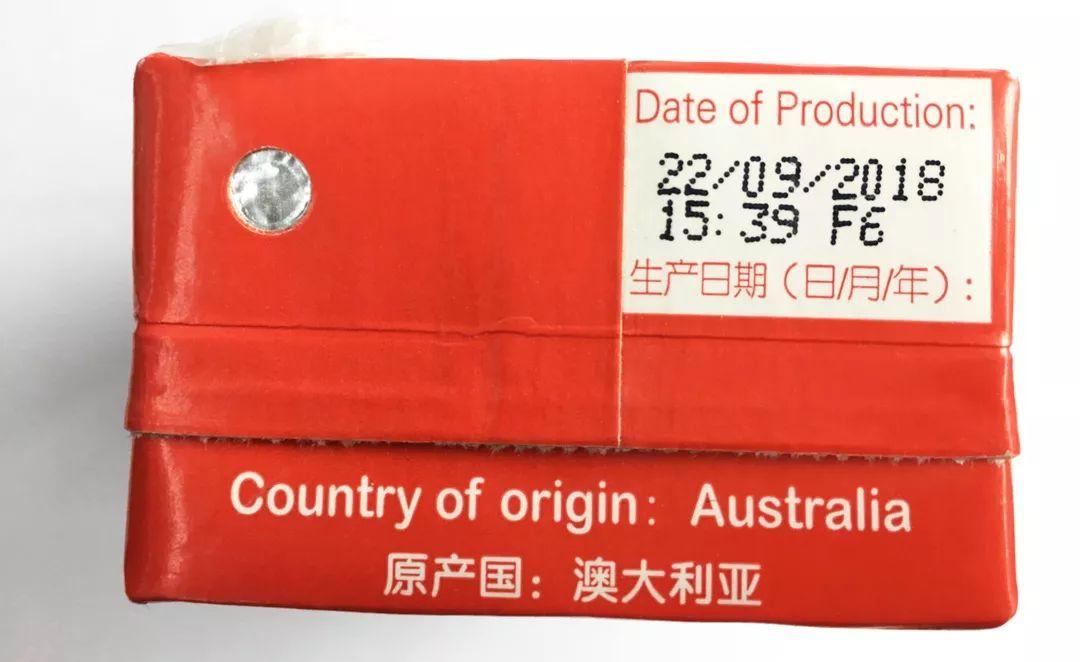 Date of Production:
22/09/2018
15:39 F6
生产日期（日/月/年）:
Country of origin: Australia
原产国: 澳大利亚